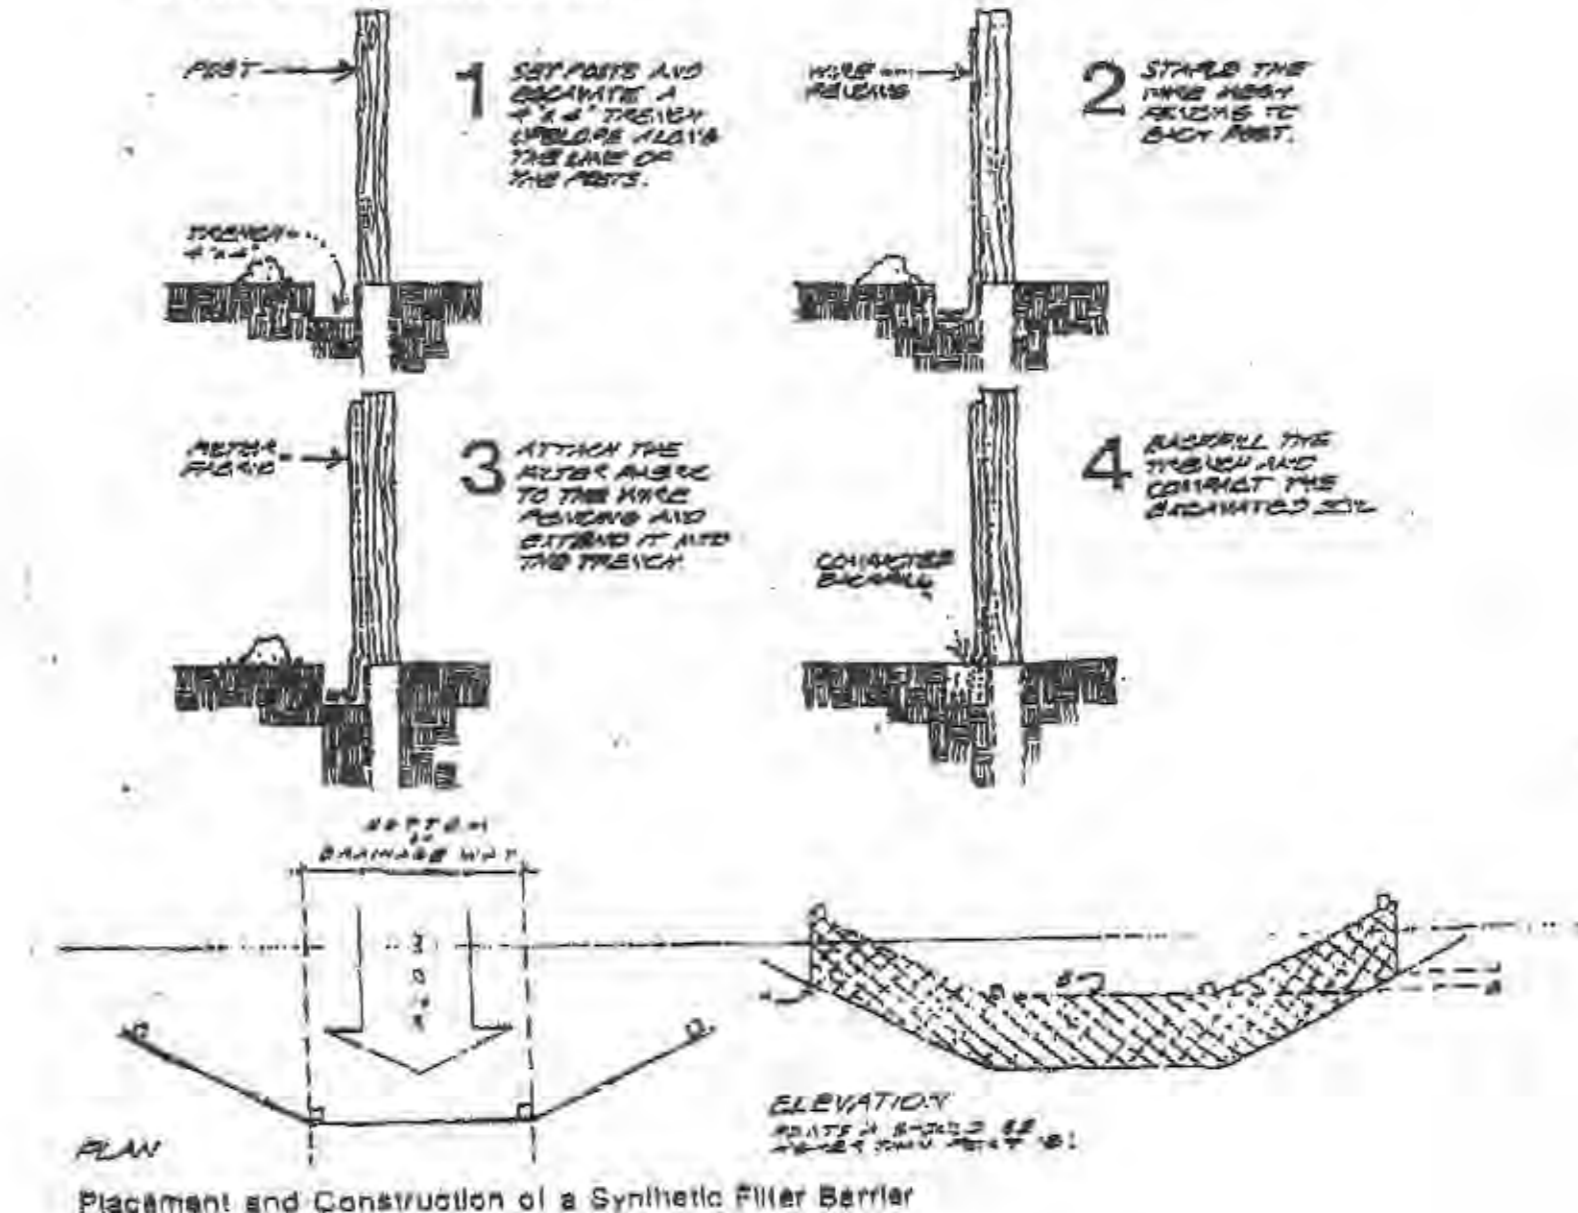 POST
1
SET POSTS AND
EXCAVATE A
4"X4" TRENCH
UPSLOPE ALONG
THE LINE OF
THE POSTS.
TRENCH
4"X4"
WIRE
FENCING
2
STAPLE THE
WIRE MESH
FENCING TO
EACH POST.
FILTER
FABRIC
3
ATTACH THE
FILTER FABRIC
TO THE WIRE
FENCING AND
EXTEND IT INTO
THE TRENCH.
4
BACKFILL THE
TRENCH AND
COMPACT THE
EXCAVATED SOIL
COMPACTED
BACKFILL
BOTTOM
OF
DRAINAGE WAY
FLOW
PLAN
B
A
ELEVATION
POINTS A SHOULD BE
HIGHER THAN POINT B.
Placement and Construction of a Synthetic Filter Barrier